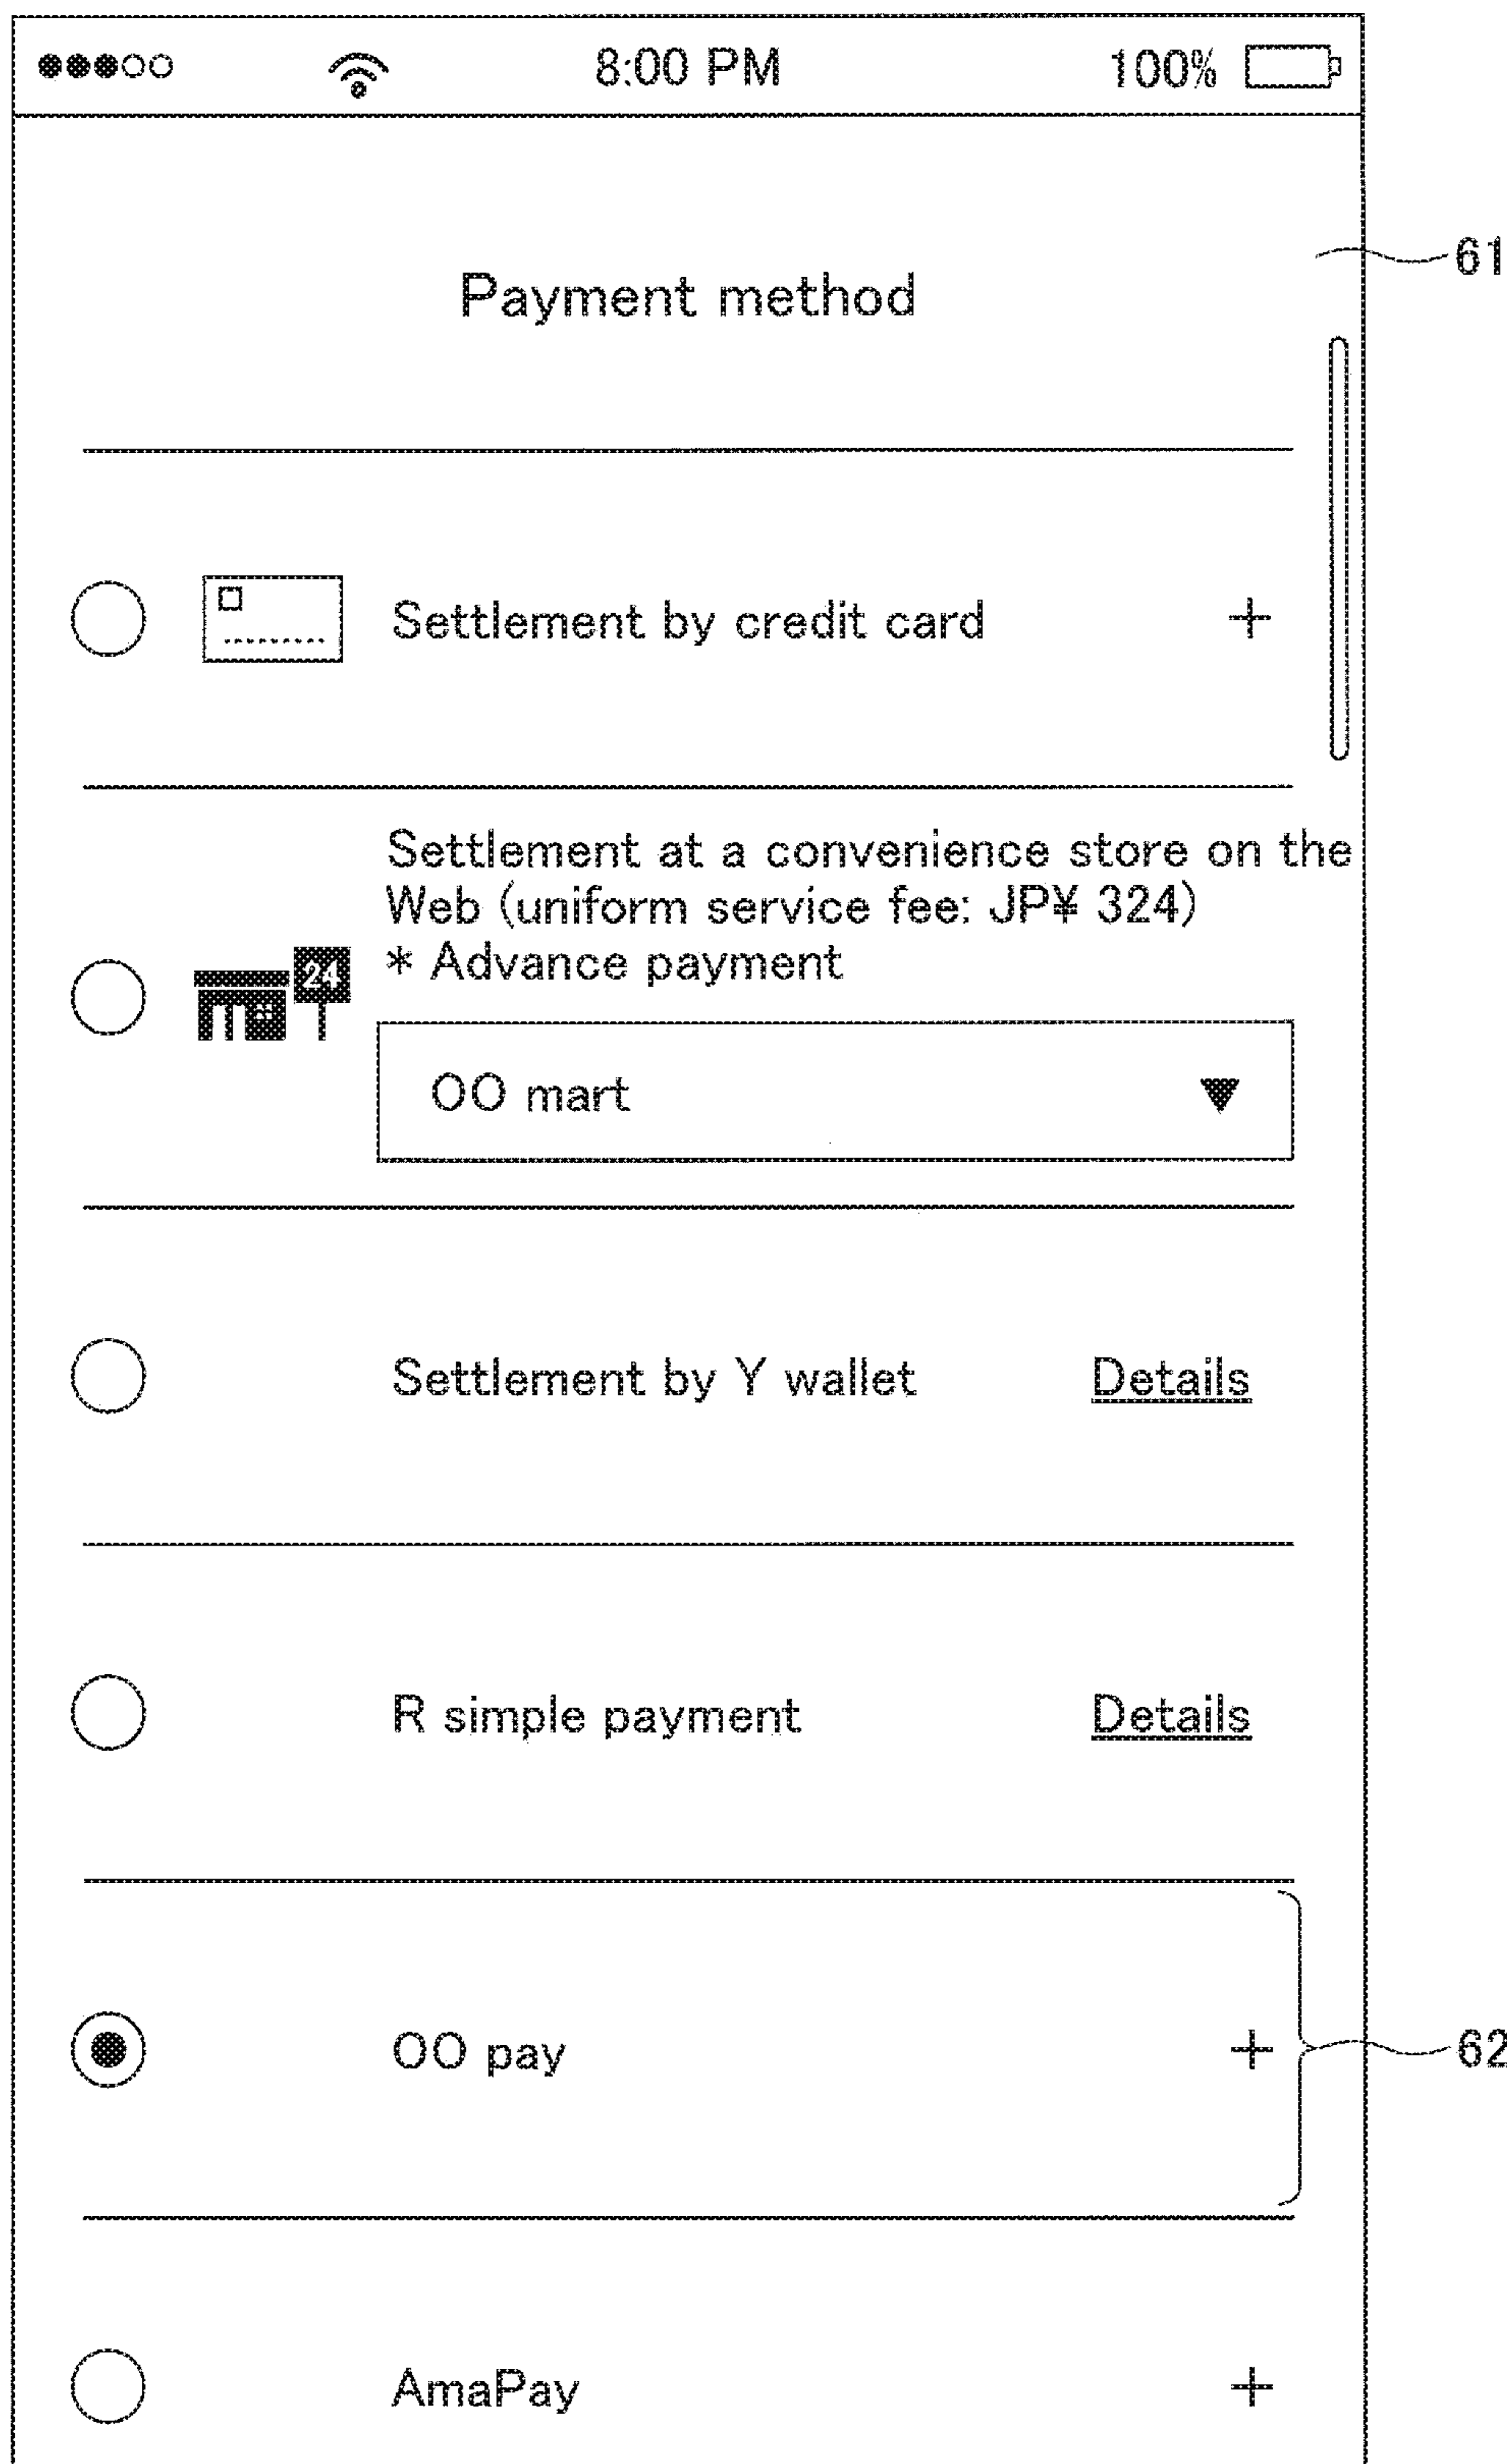 8:00 PM 100%
61
Payment method
Settlement by credit card +
Settlement at a convenience store on the
Web (uniform service fee: JP¥ 324)
* Advance payment
24
OO mart ▼
Settlement by Y wallet Details
R simple payment Details
OO pay +
62
AmaPay +